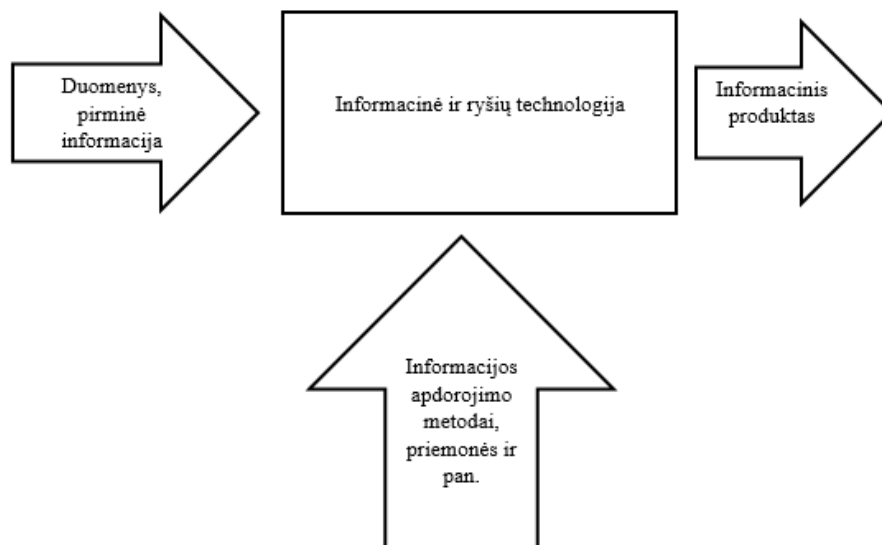 Duomenys,
pirminė
informacija
Informacinė ir ryšių technologija
Informacinis
produktas
Informacijos
apdorojimo
metodai,
priemonės ir
pan.